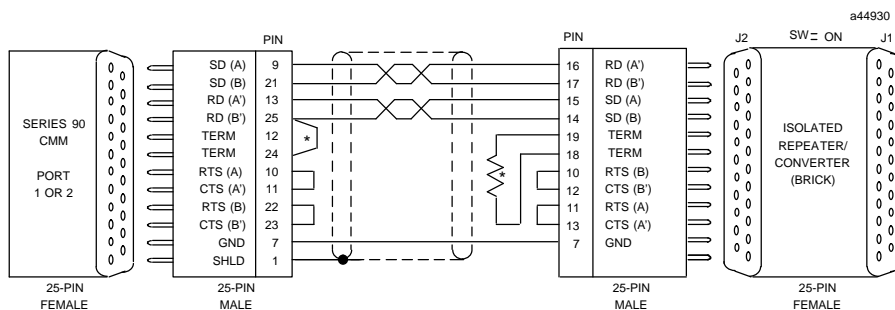 a44930
J2 SW = ON J1
PIN PIN
SD (A) 9 16 RD (A')
SD (B) 21 17 RD (B')
RD (A') 13 15 SD (A)
RD (B') 25 14 SD (B)
TERM 12 * 19 TERM
TERM 24 18 TERM
RTS (A) 10 * 10 RTS (B)
CTS (A') 11 12 CTS (B')
RTS (B) 22 11 RTS (A)
CTS (B') 23 13 CTS (A')
GND 7 7 GND
SHLD 1
SERIES 90
CMM
PORT
1 OR 2
ISOLATED
REPEATER/
CONVERTER
(BRICK)
25-PIN
FEMALE
25-PIN
MALE
25-PIN
MALE
25-PIN
FEMALE